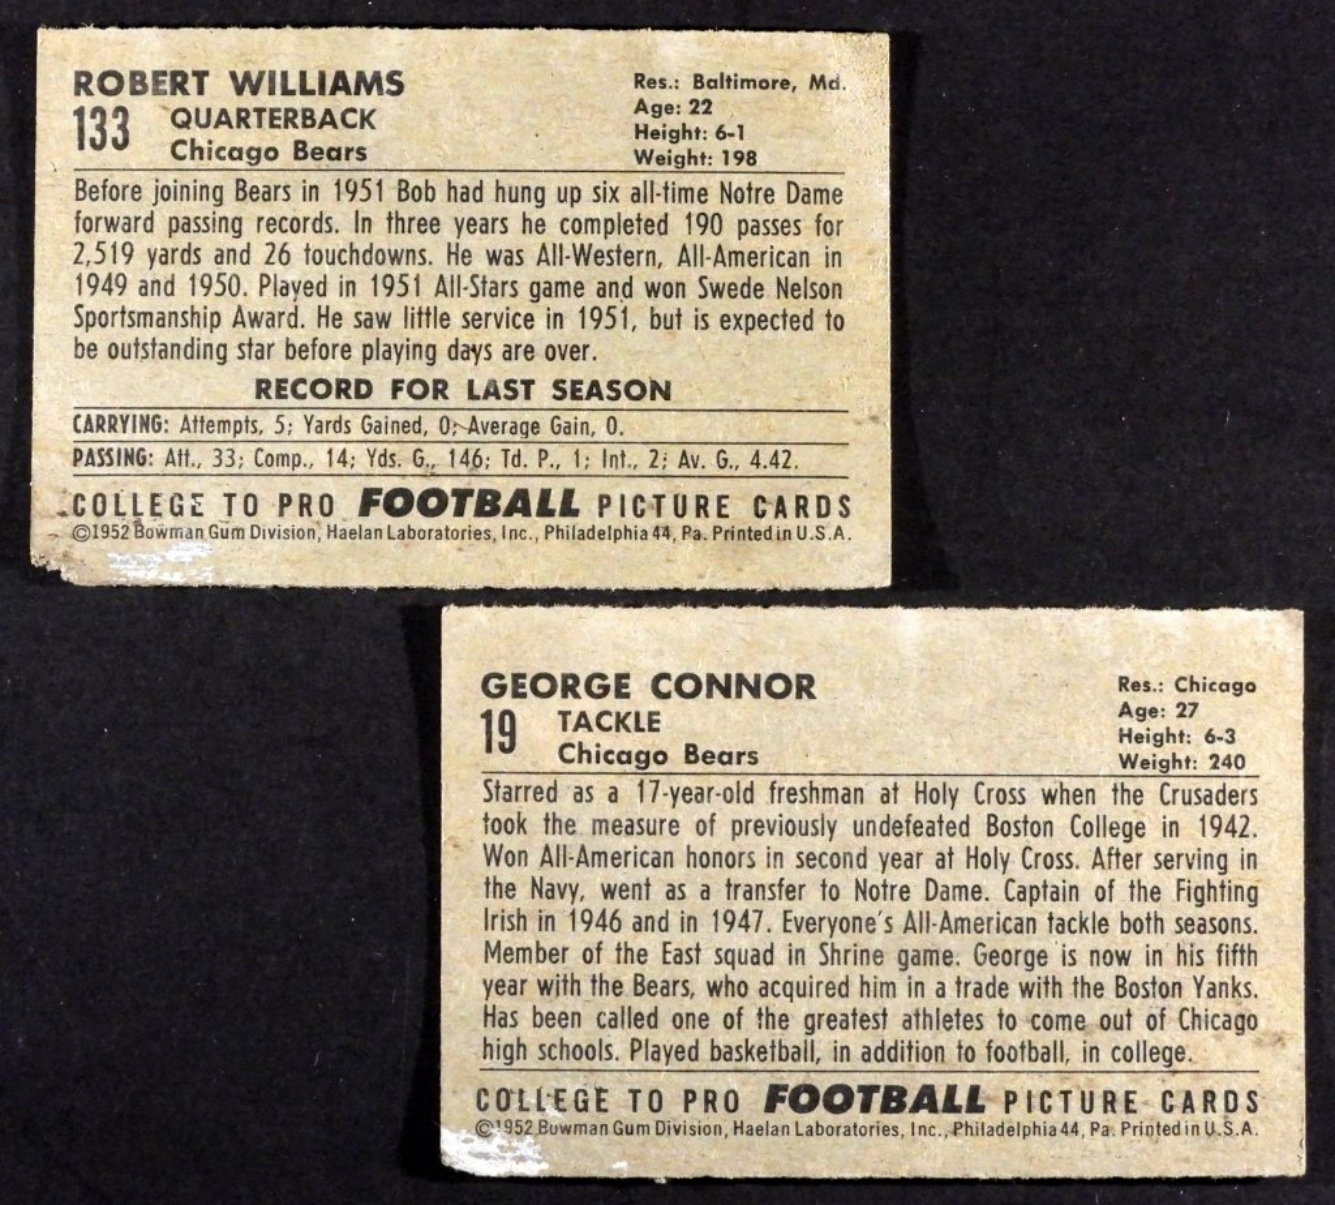 ROBERT WILLIAMS
133 QUARTERBACK
Chicago Bears
Res.: Baltimore, Md.
Age: 22
Height: 6-1
Weight: 198
Before joining Bears in 1951 Bob had hung up six all-time Notre Dame
forward passing records. In three years he completed 190 passes for
2,519 yards and 26 touchdowns. He was All-Western, All-American in
1949 and 1950. Played in 1951 All-Stars game and won Swede Nelson
Sportsmanship Award. He saw little service in 1951, but is expected to
be outstanding star before playing days are over.
RECORD FOR LAST SEASON
CARRYING: Attempts, 5; Yards Gained, 0; Average Gain, 0.
PASSING: Att., 33; Comp., 14; Yds. G., 146; Td. P., 1; Int., 2; Av. G., 4.42.
COLLEGE TO PRO FOOTBALL PICTURE CARDS
©1952 Bowman Gum Division, Haelan Laboratories, Inc., Philadelphia 44, Pa. Printed in U.S.A.
GEORGE CONNOR
19 TACKLE
Chicago Bears
Res.: Chicago
Age: 27
Height: 6-3
Weight: 240
Starred as a 17-year-old freshman at Holy Cross when the Crusaders
took the measure of previously undefeated Boston College in 1942.
Won All-American honors in second year at Holy Cross. After serving in
the Navy, went as a transfer to Notre Dame. Captain of the Fighting
Irish in 1946 and in 1947. Everyone's All-American tackle both seasons.
Member of the East squad in Shrine game. George is now in his fifth
year with the Bears, who acquired him in a trade with the Boston Yanks.
Has been called one of the greatest athletes to come out of Chicago
high schools. Played basketball, in addition to football, in college.
COLLEGE TO PRO FOOTBALL PICTURE CARDS
©1952 Bowman Gum Division, Haelan Laboratories, Inc., Philadelphia 44, Pa. Printed in U.S.A.